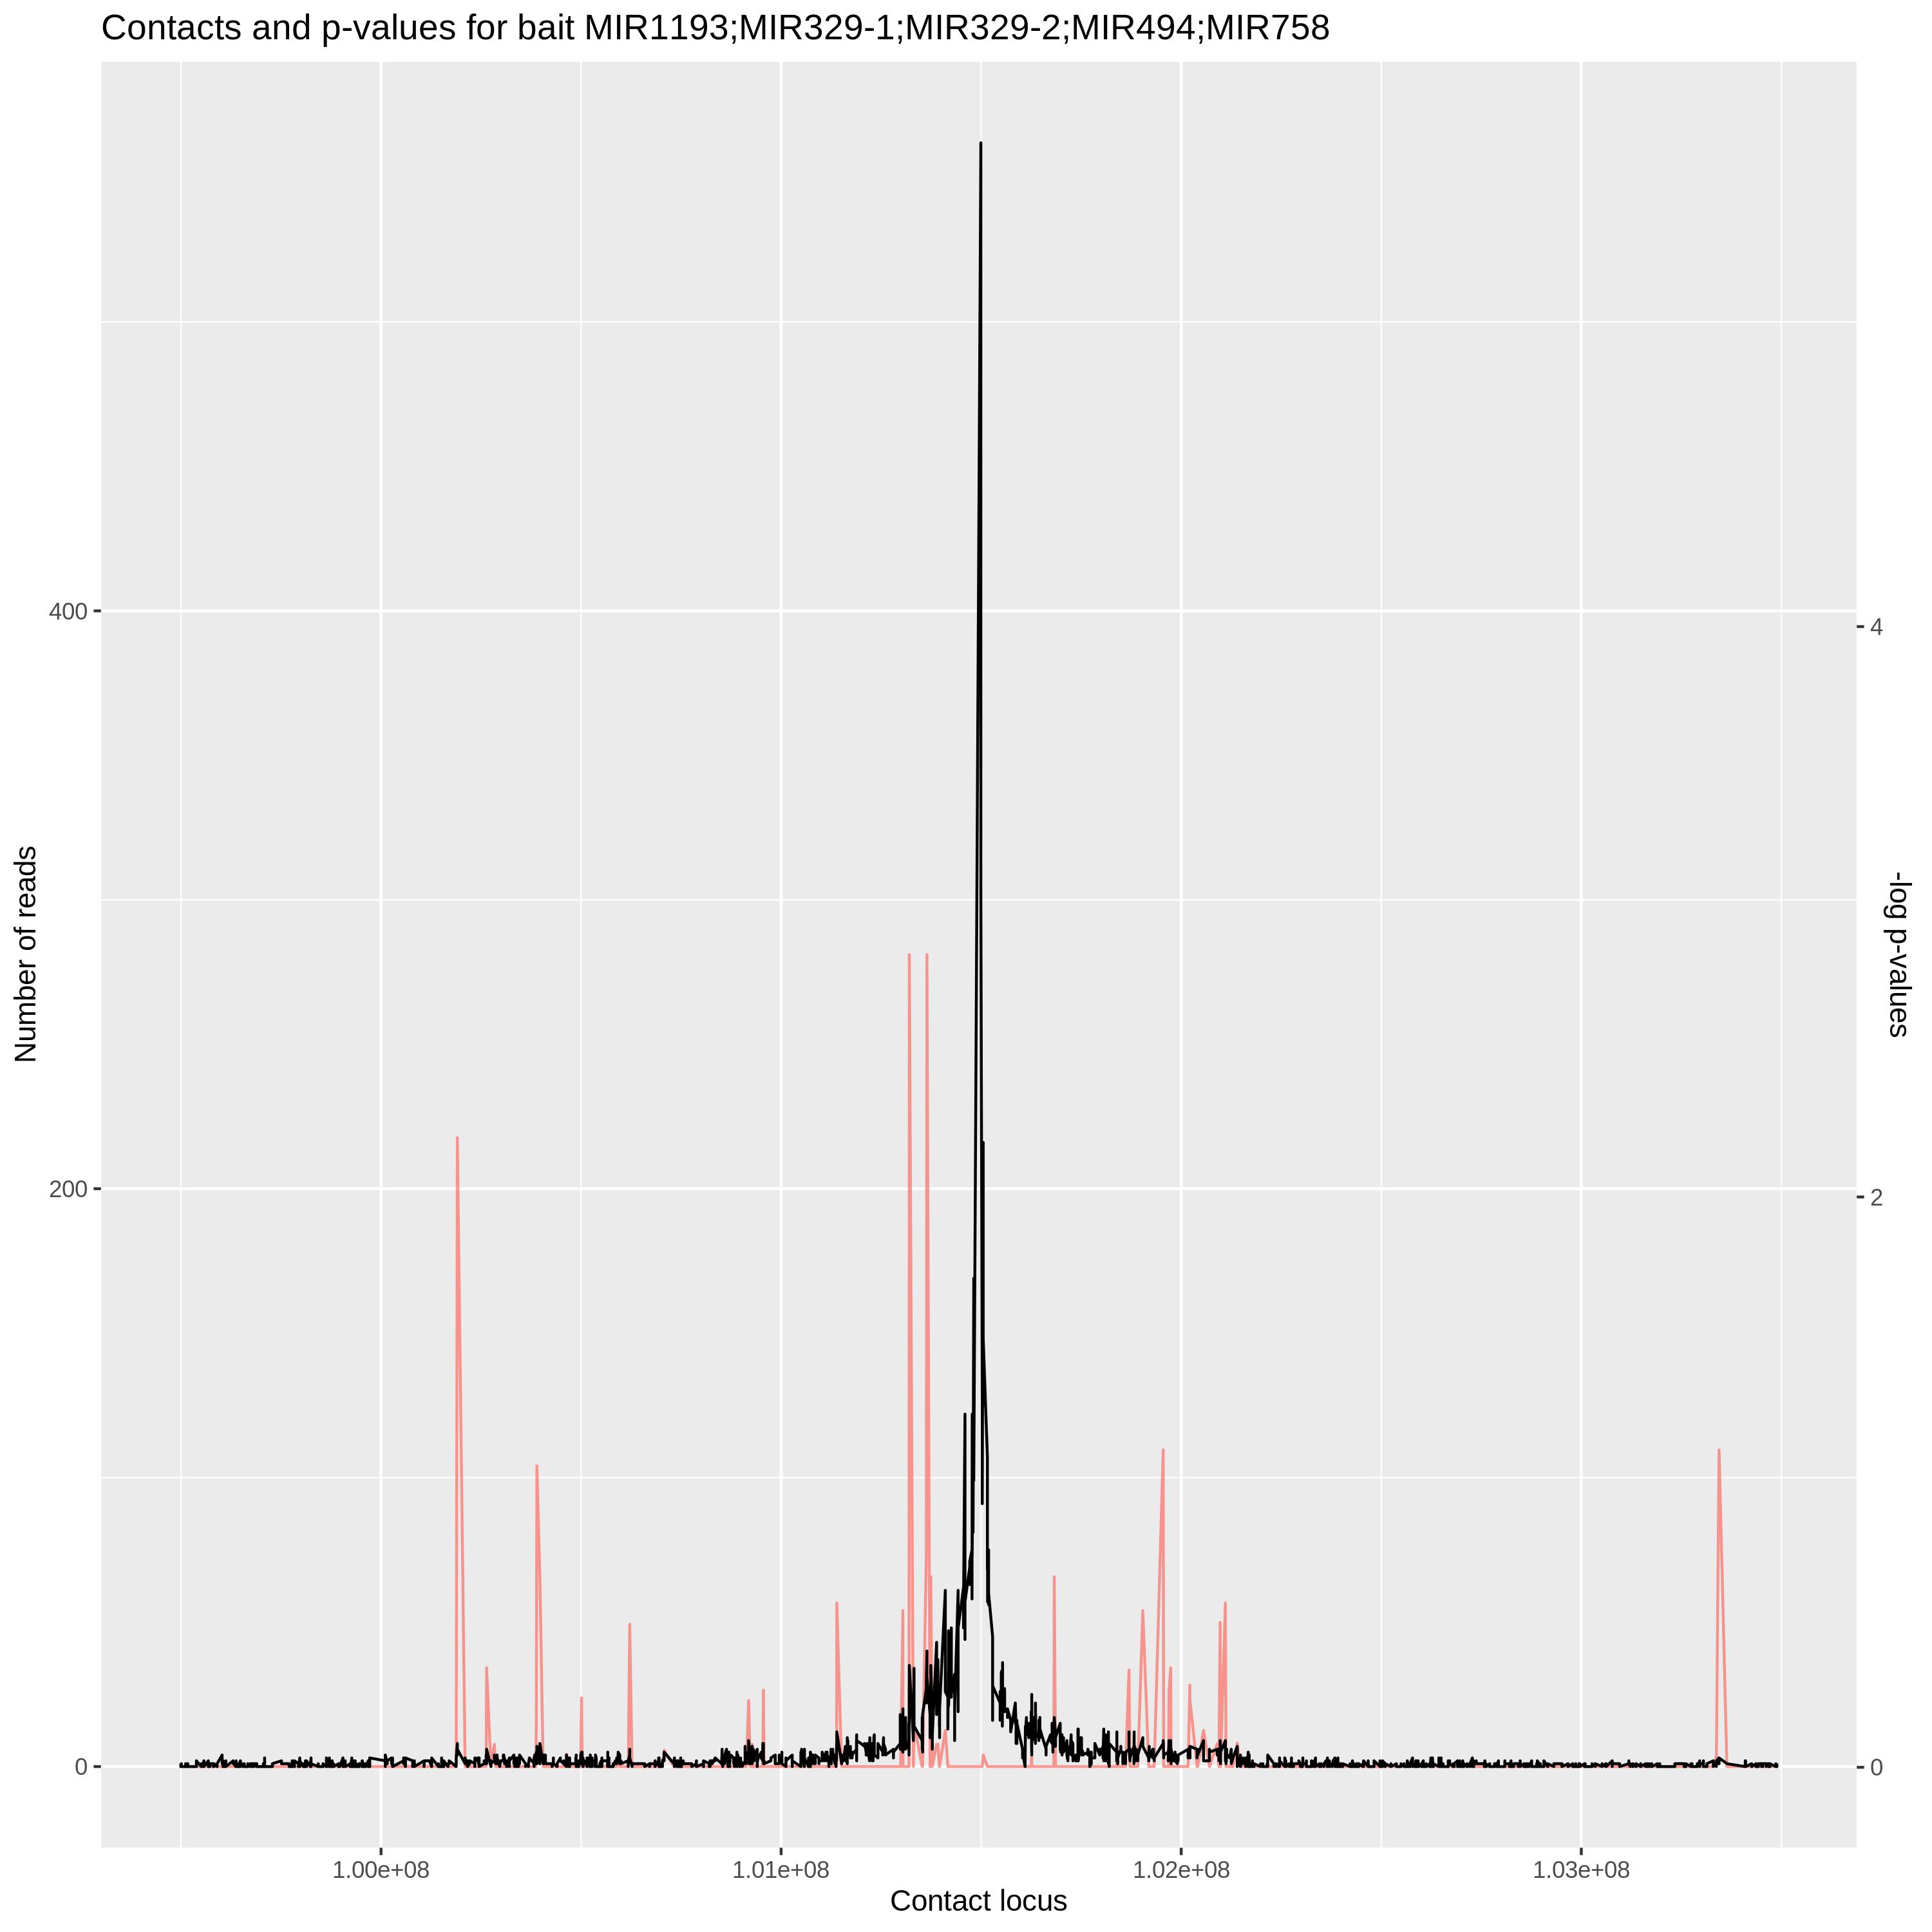 Contacts and p-values for bait MIR1193;MIR329-1;MIR329-2;MIR494;MIR758
Number of reads
400
200
0
4
2
0
-log p-values
1.00e+08
1.01e+08
1.02e+08
1.03e+08
Contact locus